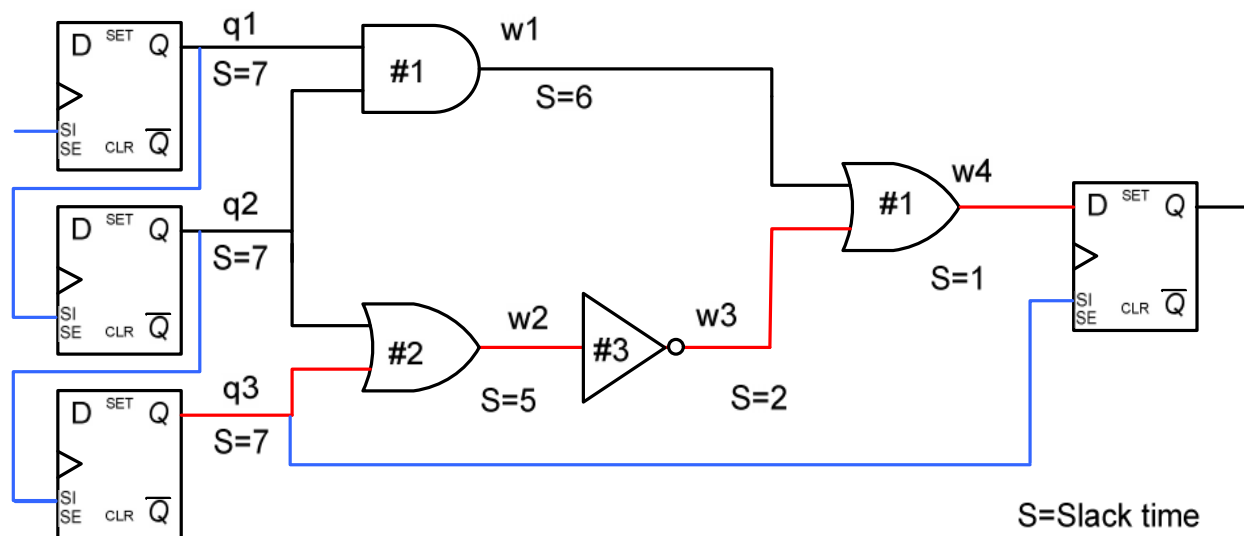 q1
w1
D SET Q
S=7
#1
S=6
SI
SE CLR Q̅
q2
w4
D SET Q
#1
D SET Q
S=7
S=1
SI
SE CLR Q̅
w2
w3
SI
SE CLR Q̅
#2
#3
q3
S=5
S=2
D SET Q
S=7
SI
SE CLR Q̅
S=Slack time